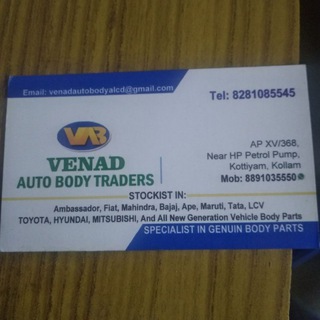 Email: venadautobodyalcd@gmail.com
Tel: 8281085545
VAB
VENAD
AUTO BODY TRADERS
AP XV/368,
Near HP Petrol Pump,
Kottiyam, Kollam
Mob: 8891035550
STOCKIST IN:
Ambassador, Fiat, Mahindra, Bajaj, Ape, Maruti, Tata, LCV
TOYOTA, HYUNDAI, MITSUBISHI, And All New Generation Vehicle Body Parts
SPECIALIST IN GENUIN BODY PARTS